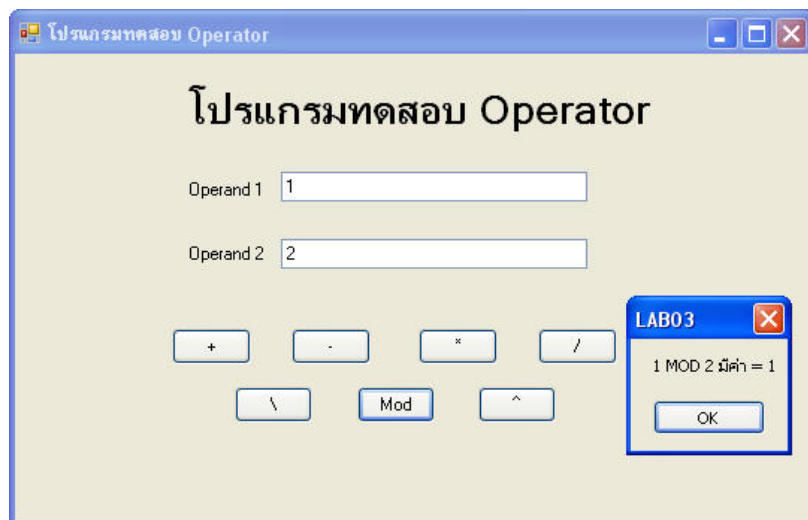 โปรแกรมทดสอบ Operator
โปรแกรมทดสอบ Operator
Operand 1 1
Operand 2 2
LAB03
1 MOD 2 มีค่า = 1
OK
+ - * /
\ Mod ^